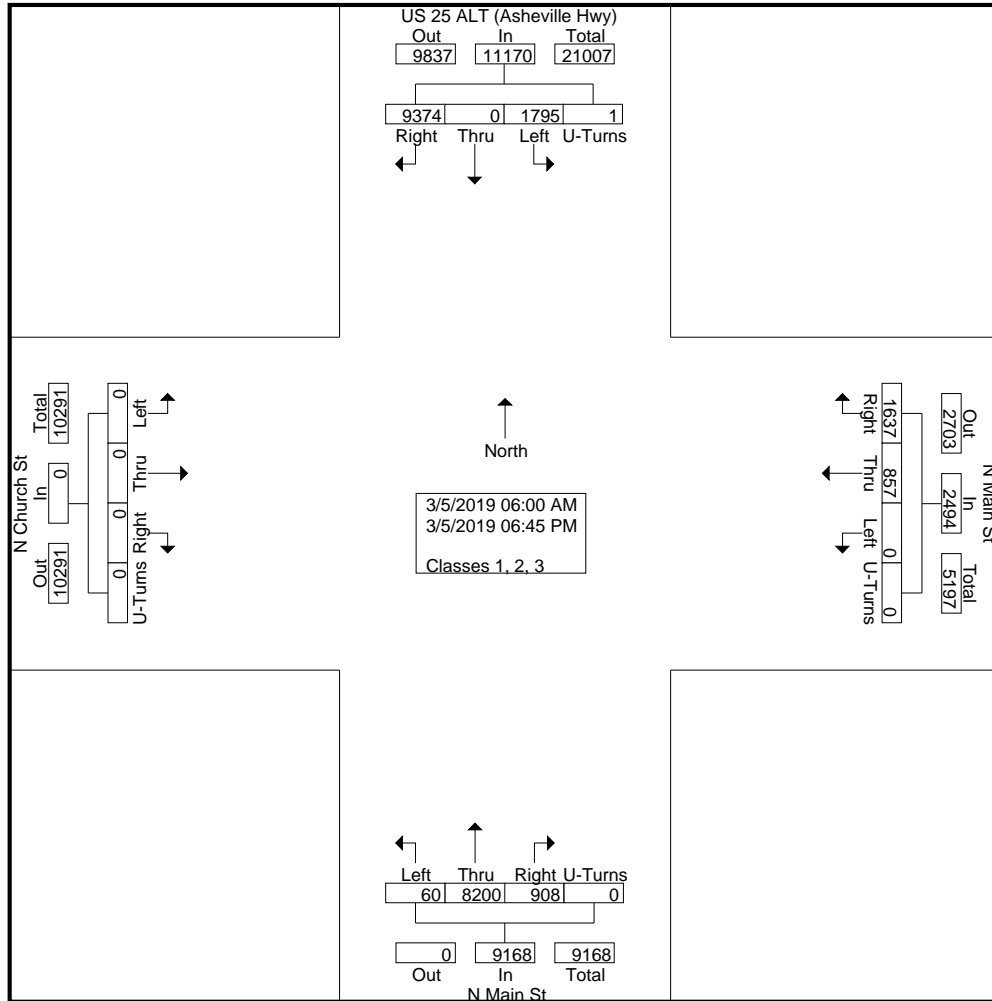 US 25 ALT (Asheville Hwy)
Out In Total
9837 11170 21007
9374 0 1795 1
Right Thru Left U-Turns
N Church St
Total In Out
10291 0 10291
0 0 0 0
Left Thru Right U-Turns
North
3/5/2019 06:00 AM
3/5/2019 06:45 PM
Classes 1, 2, 3
N Main St
Out In Total
2703 2494 5197
1637 857 0 0
Right Thru Left U-Turns
Left Thru Right U-Turns
60 8200 908 0
0 9168 9168
Out In Total
N Main St